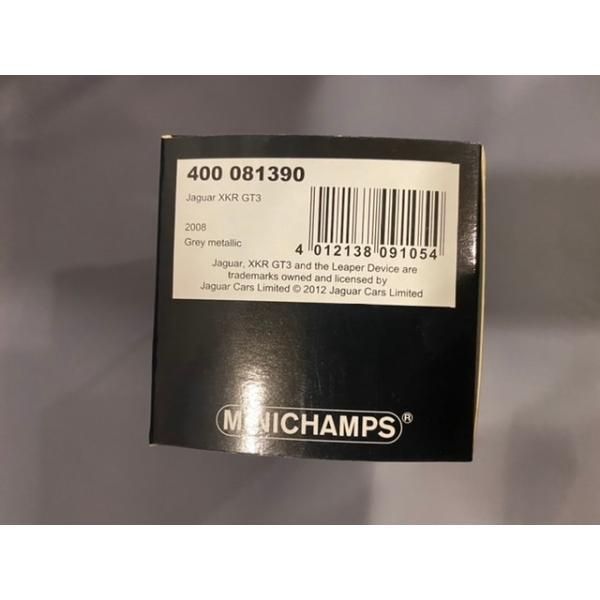 400 081390
Jaguar XKR GT3
2008
Grey metallic
4 012138 091054
Jaguar, XKR GT3 and the Leaper Device are
trademarks owned and licensed by
Jaguar Cars Limited © 2012 Jaguar Cars Limited
MINICHAMPS®